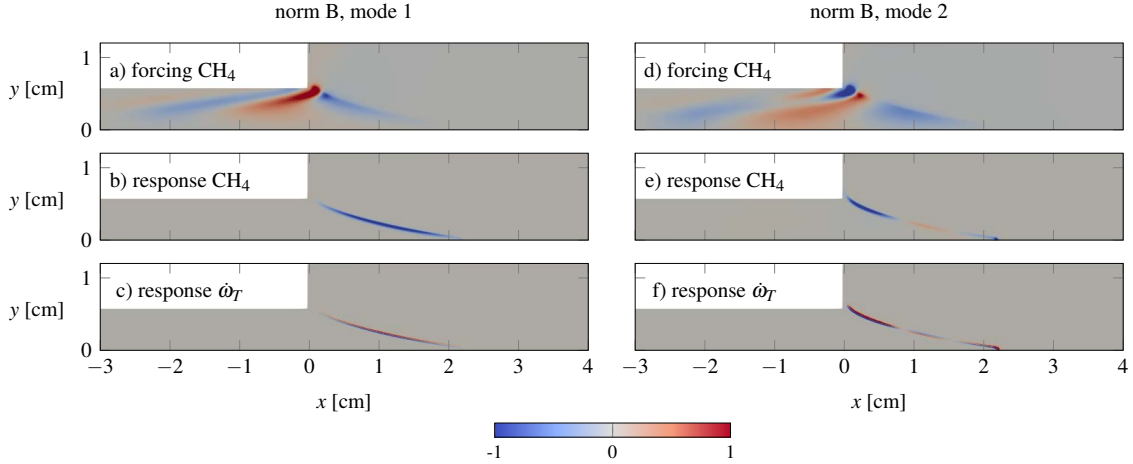 norm B, mode 1
norm B, mode 2
1
y [cm]
0
a) forcing CH₄
d) forcing CH₄
1
y [cm]
0
b) response CH₄
e) response CH₄
1
y [cm]
0
c) response ω̇_T
f) response ω̇_T
−3 −2 −1 0 1 2 3 4
−3 −2 −1 0 1 2 3 4
x [cm]
x [cm]
-1 0 1